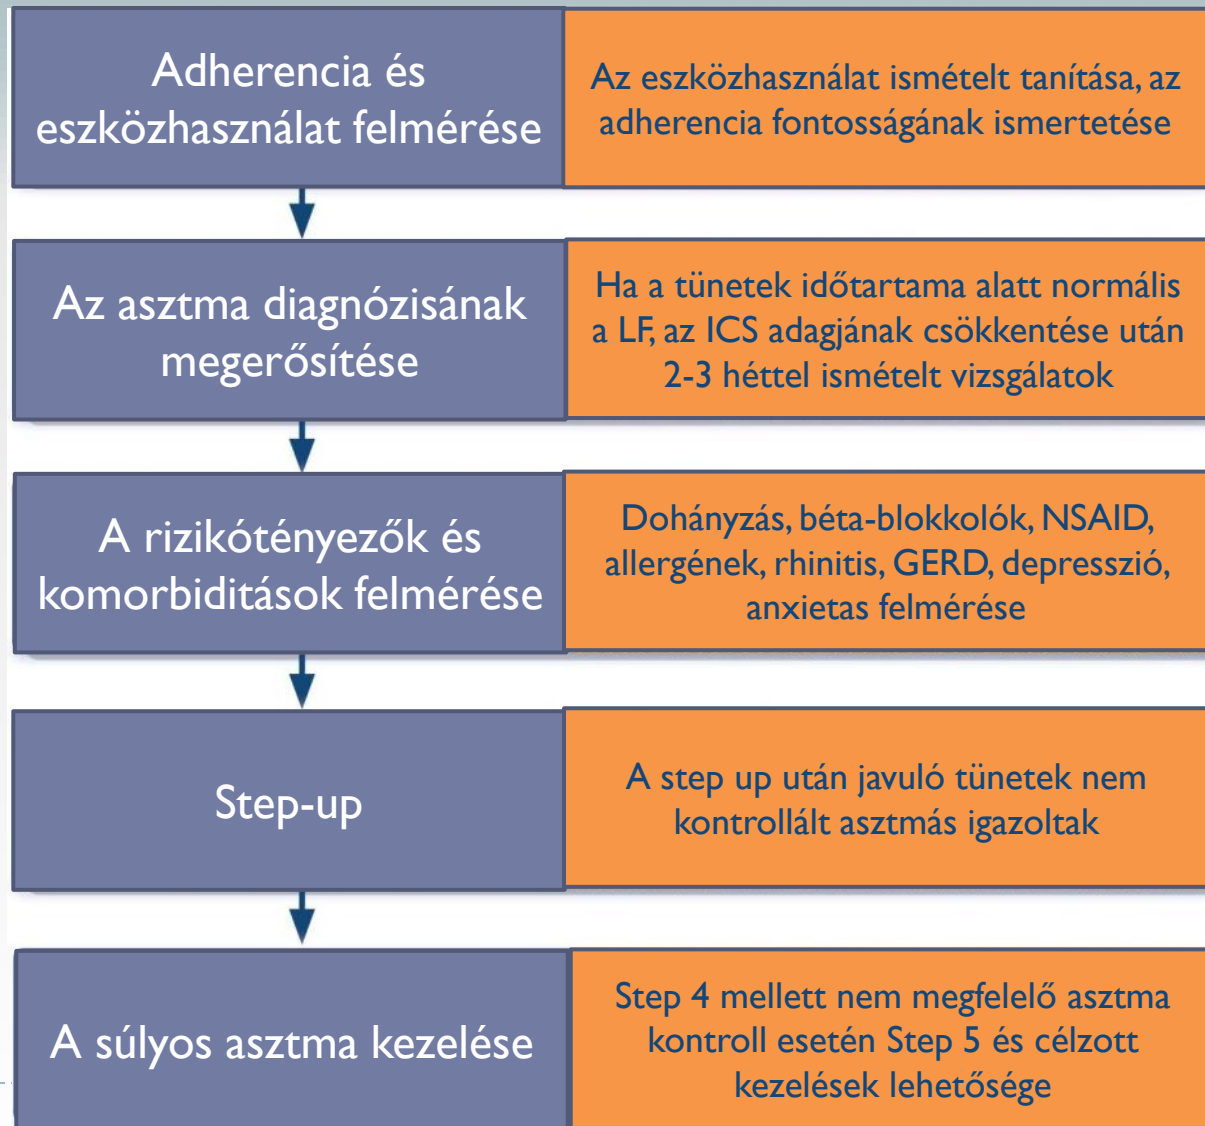 Adherencia és
eszközhasználat felmérése
Az eszközhasználat ismételt tanítása, az
adherencia fontosságának ismertetése
Az asztma diagnózisának
megerősítése
Ha a tünetek időtartama alatt normális
a LF, az ICS adagjának csökkentése után
2-3 héttel ismételt vizsgálatok
A rizikótényezők és
komorbiditások felmérése
Dohányzás, béta-blokkolók, NSAID,
allergének, rhinitis, GERD, depresszió,
anxietas felmérése
Step-up
A step up után javuló tünetek nem
kontrollált asztmás igazoltak
A súlyos asztma kezelése
Step 4 mellett nem megfelelő asztma
kontroll esetén Step 5 és célzott
kezelések lehetősége